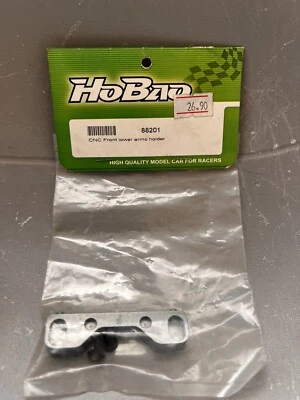 HoBao
26.90
88201
CNC Front lower arms holder
HIGH QUALITY MODEL CAR FOR RACERS